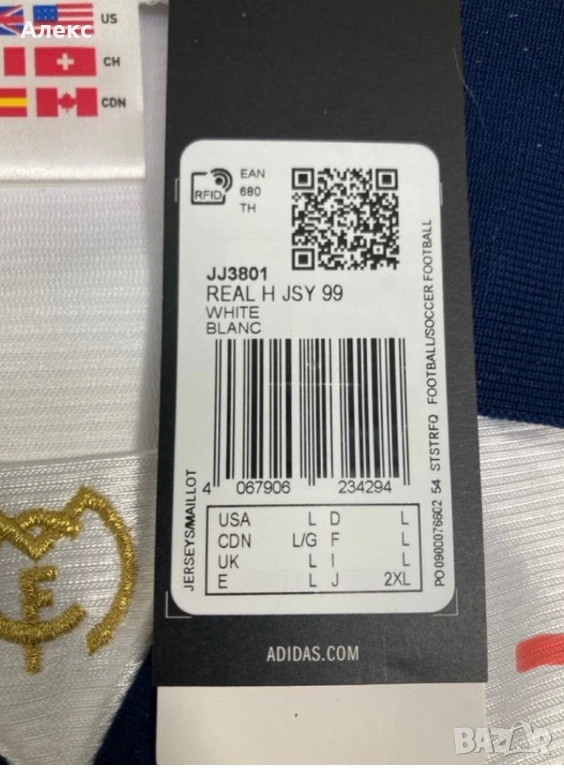 Алекс
US
CH
CDN
RFID
EAN
680
TH
JJ3801
REAL H JSY 99
WHITE
BLANC
JERSEYS/MAILLOT
4 067906 234294
USA L D L
CDN L/G F L
UK L I L
E L J 2XL
PO 0900076602 54 STSTRFQ FOOTBALL/SOCCER FOOTBALL
ADIDAS.COM
BAZAR